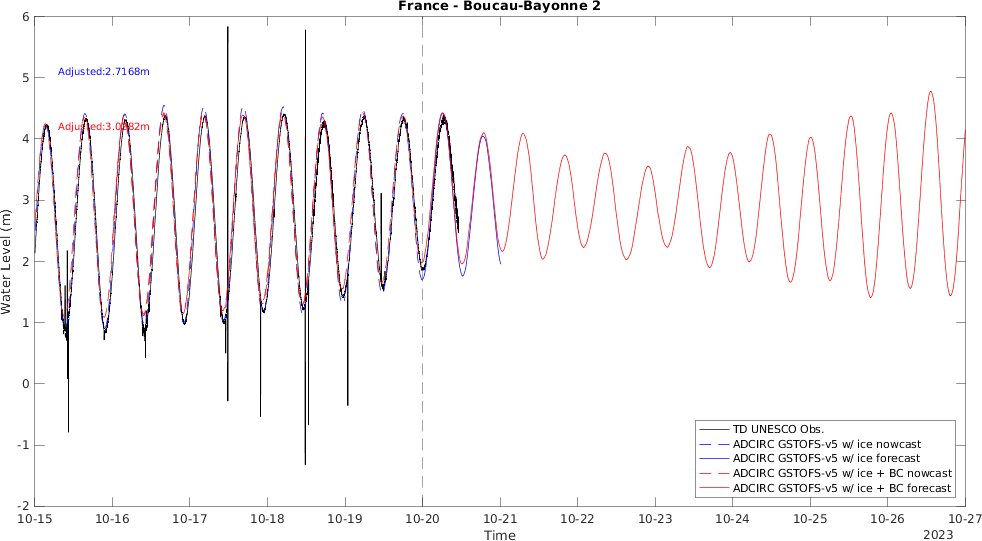 France - Boucau-Bayonne 2
6
5
4
3
2
1
0
-1
-2
Water Level (m)
Adjusted:2.7168m
TD UNESCO Obs.
ADCIRC GSTOFS-v5 w/ ice nowcast
ADCIRC GSTOFS-v5 w/ ice forecast
ADCIRC GSTOFS-v5 w/ ice + BC nowcast
ADCIRC GSTOFS-v5 w/ ice + BC forecast
10-15 10-16 10-17 10-18 10-19 10-20 10-21 10-22 10-23 10-24 10-25 10-26 10-27
Time
2023